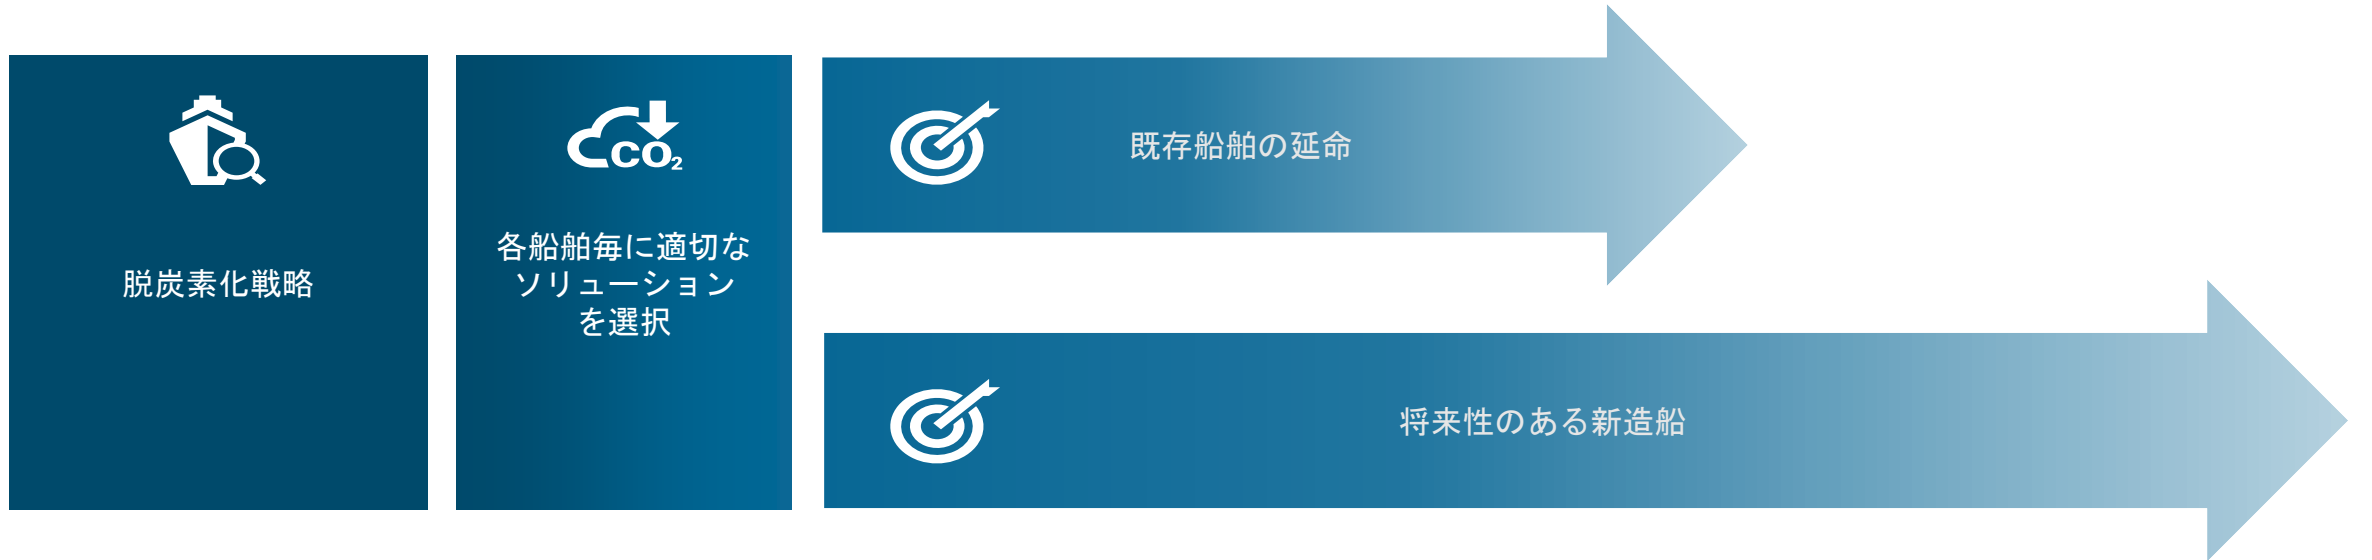 脱炭素化戦略
CO₂
各船舶毎に適切な
ソリューション
を選択
既存船舶の延命
将来性のある新造船